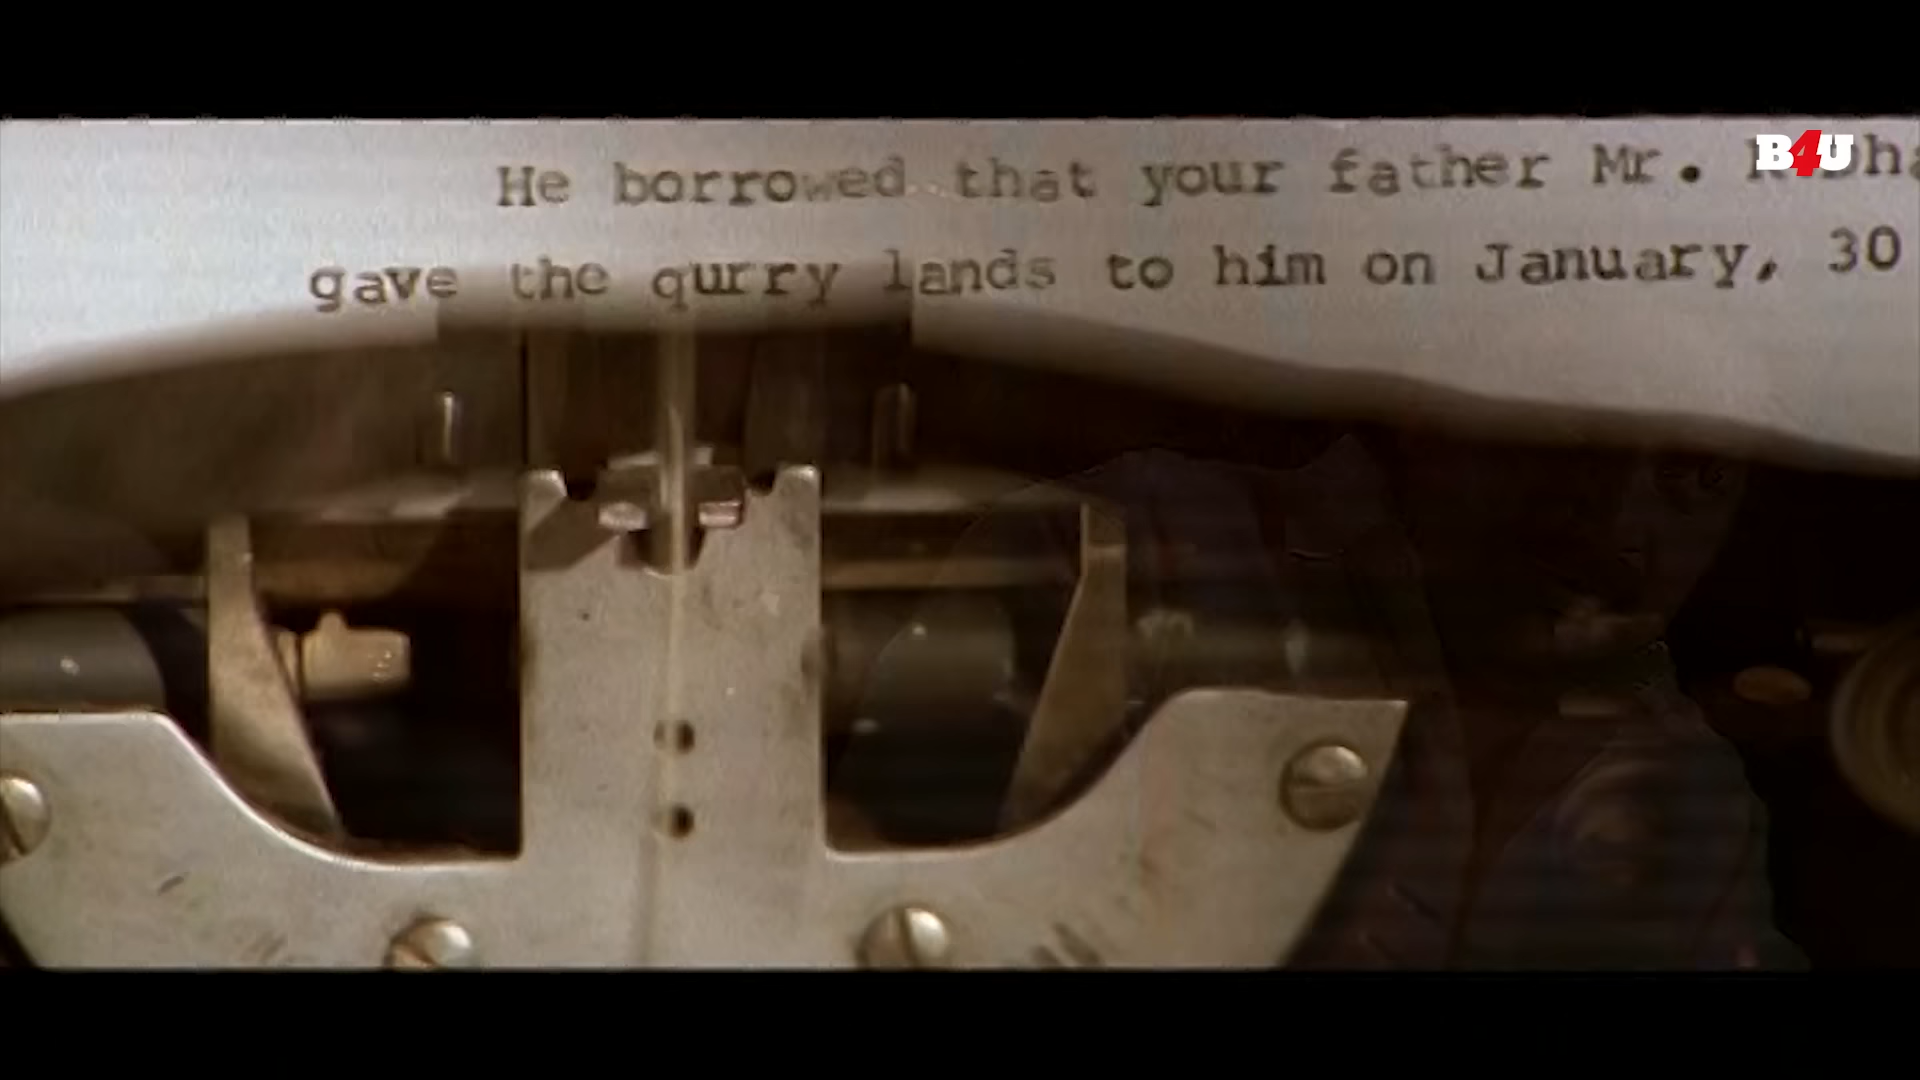 B4U
He borrowed that your father Mr.
gave the qurry lands to him on January, 30